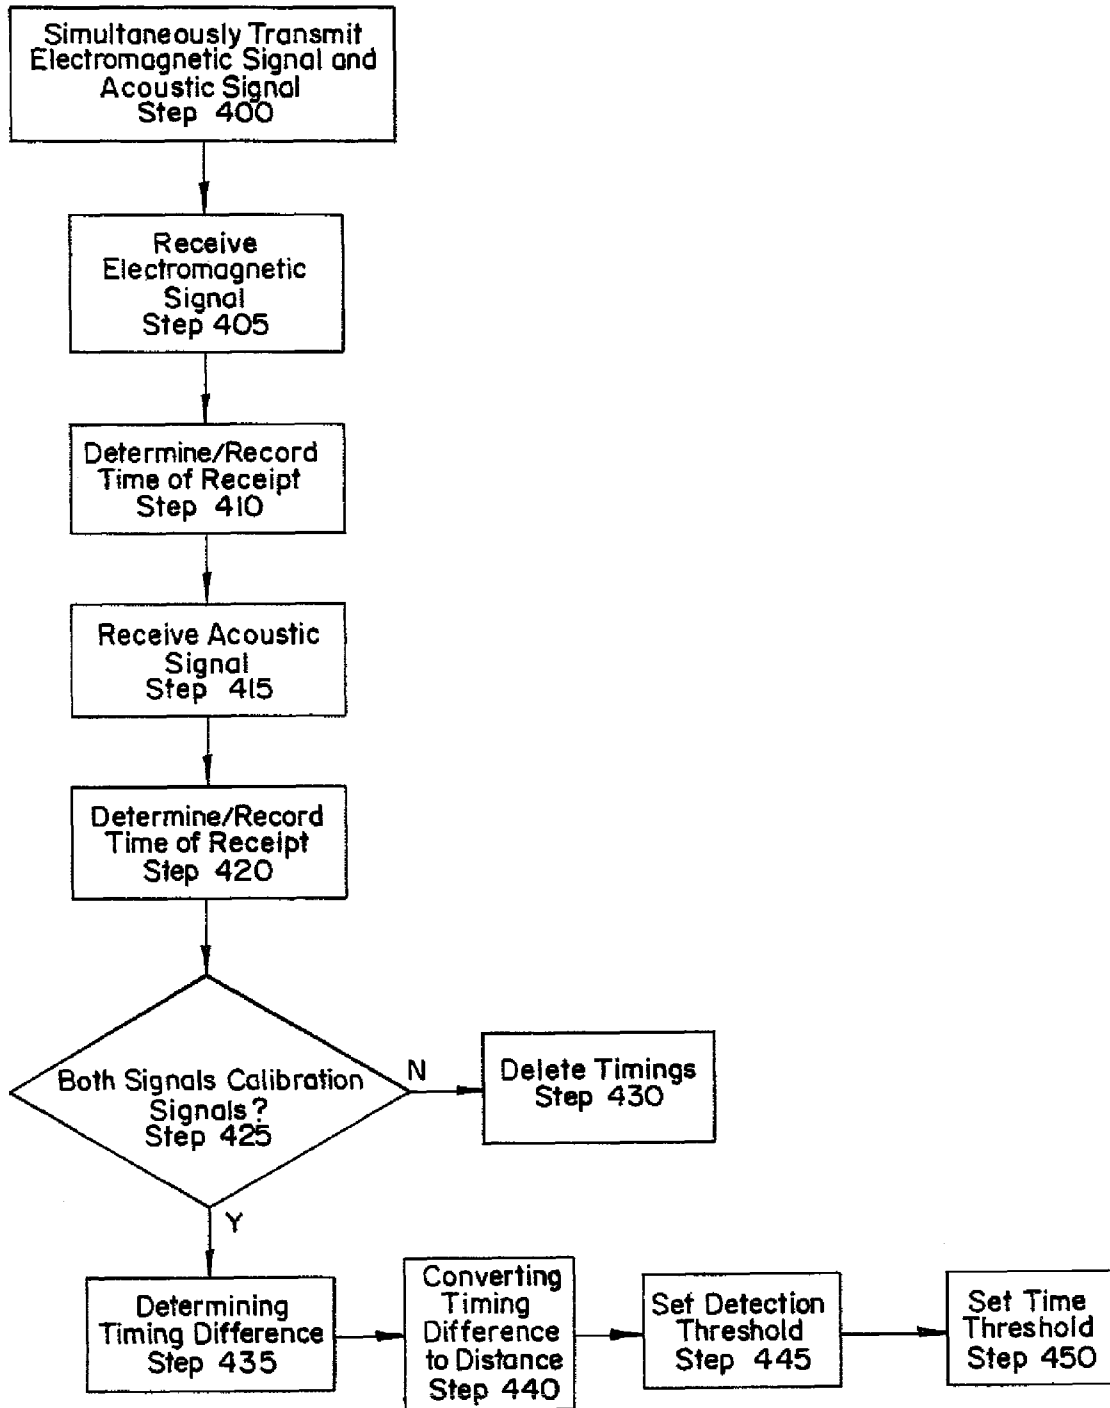 Simultaneously Transmit
Electromagnetic Signal and
Acoustic Signal
Step 400
Receive
Electromagnetic
Signal
Step 405
Determine/Record
Time of Receipt
Step 410
Receive Acoustic
Signal
Step 415
Determine/Record
Time of Receipt
Step 420
Both Signals Calibration
Signals?
Step 425
N
Delete Timings
Step 430
Y
Determining
Timing Difference
Step 435
Converting
Timing
Difference
to Distance
Step 440
Set Detection
Threshold
Step 445
Set Time
Threshold
Step 450